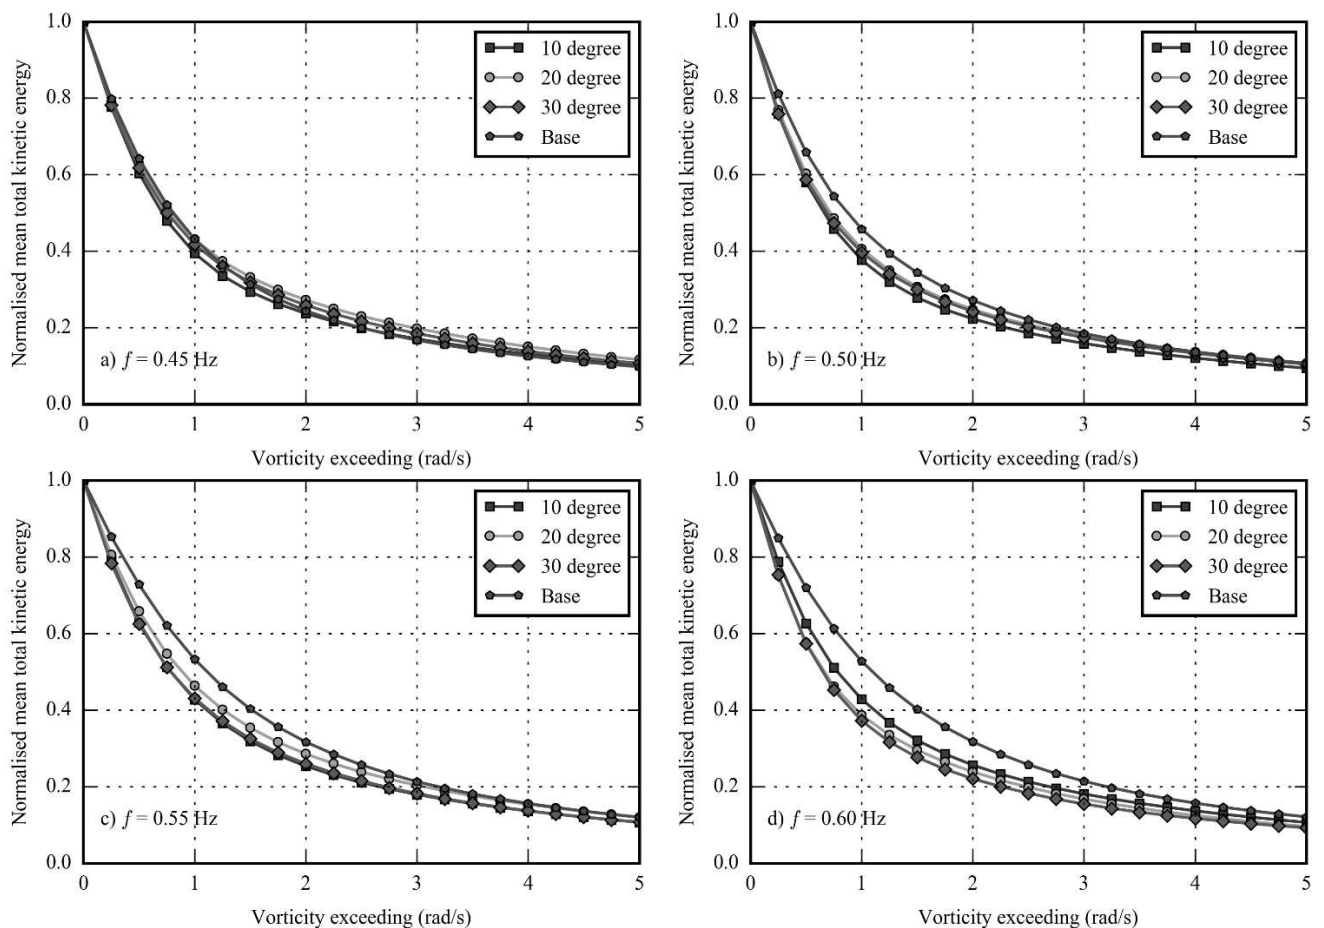 Normalised mean total kinetic energy
1.0
0.8
0.6
0.4
0.2
0.0
10 degree
20 degree
30 degree
Base
a) f = 0.45 Hz
0 1 2 3 4 5
Vorticity exceeding (rad/s)
Normalised mean total kinetic energy
1.0
0.8
0.6
0.4
0.2
0.0
10 degree
20 degree
30 degree
Base
b) f = 0.50 Hz
0 1 2 3 4 5
Vorticity exceeding (rad/s)
Normalised mean total kinetic energy
1.0
0.8
0.6
0.4
0.2
0.0
10 degree
20 degree
30 degree
Base
c) f = 0.55 Hz
0 1 2 3 4 5
Vorticity exceeding (rad/s)
Normalised mean total kinetic energy
1.0
0.8
0.6
0.4
0.2
0.0
10 degree
20 degree
30 degree
Base
d) f = 0.60 Hz
0 1 2 3 4 5
Vorticity exceeding (rad/s)